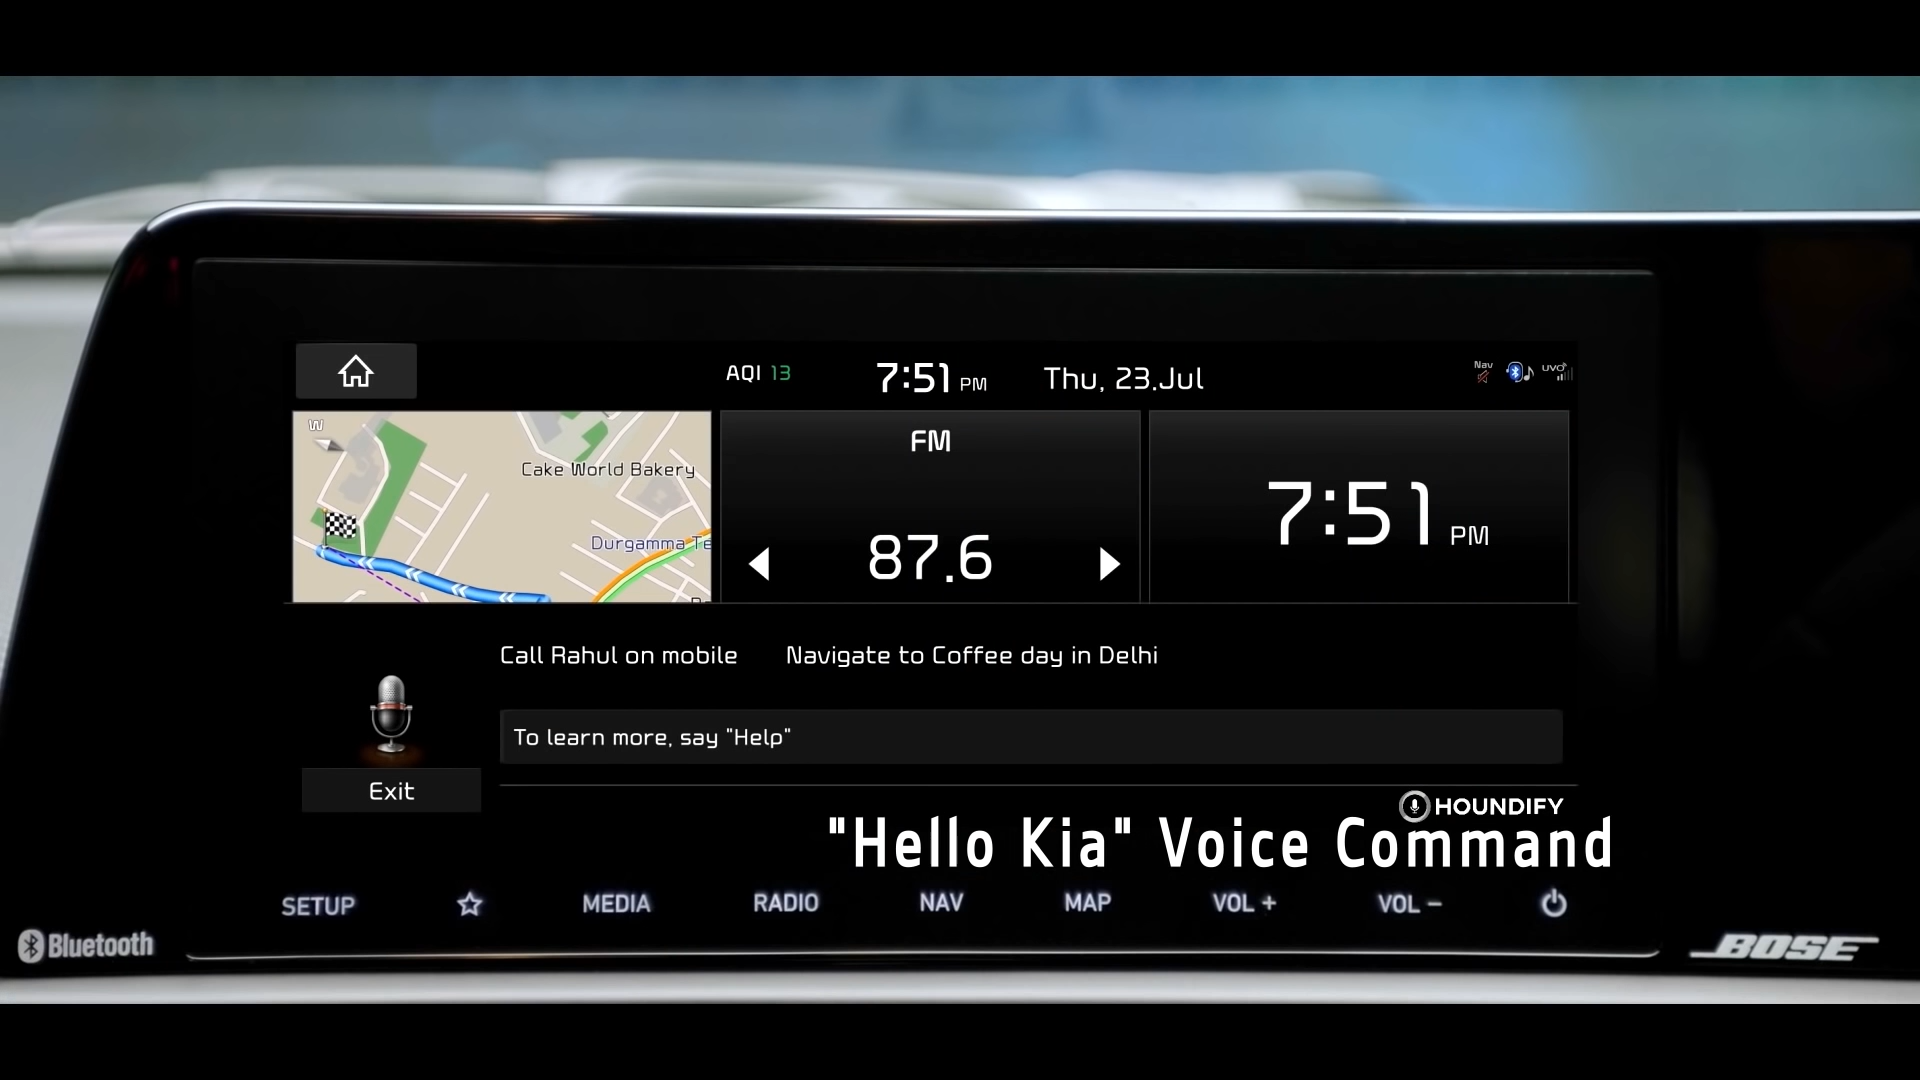 AQI 13
7:51 PM
Thu, 23.Jul
Nav
UVO
W
Cake World Bakery
Durgamma Te
FM
87.6
7:51 PM
Call Rahul on mobile
Navigate to Coffee day in Delhi
To learn more, say "Help"
Exit
HOUNDIFY
"Hello Kia" Voice Command
SETUP
MEDIA
RADIO
NAV
MAP
VOL +
VOL −
Bluetooth
BOSE